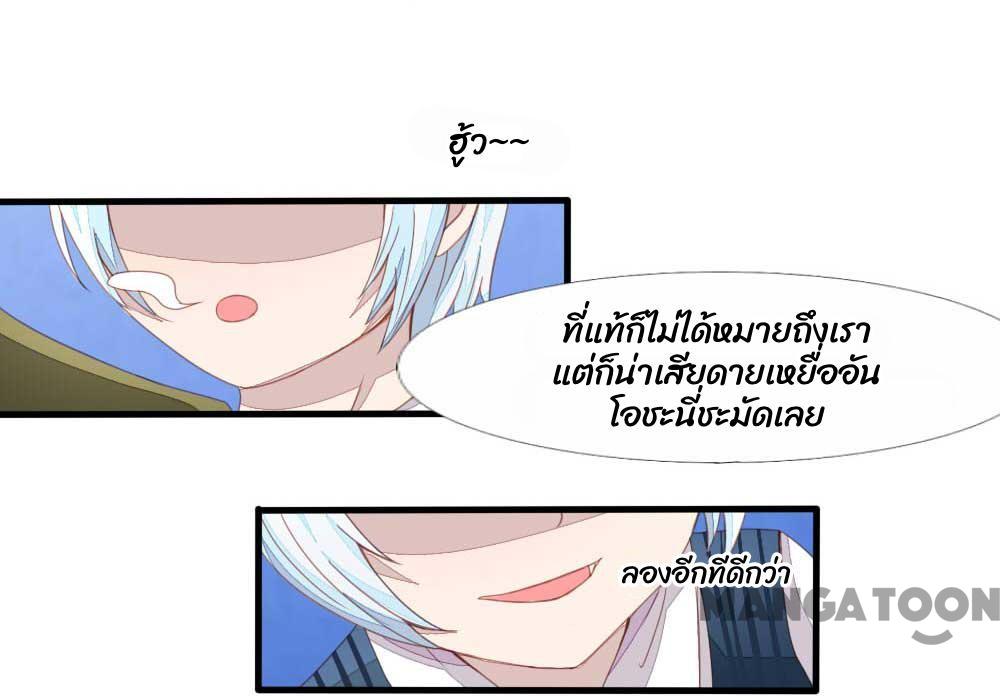 ฮู้ว~~
ที่แท้ก็ไม่ได้หมายถึงเรา
แต่ก็น่าเสียดายเหยื่ออัน
โอชะนี่ชะมัดเลย
ลองอีกทีดีกว่า
MANGATOON